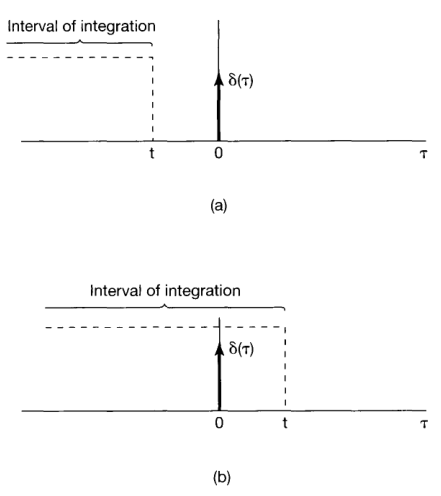 Interval of integration
δ(τ)
t 0 τ
(a)
Interval of integration
δ(τ)
0 t τ
(b)